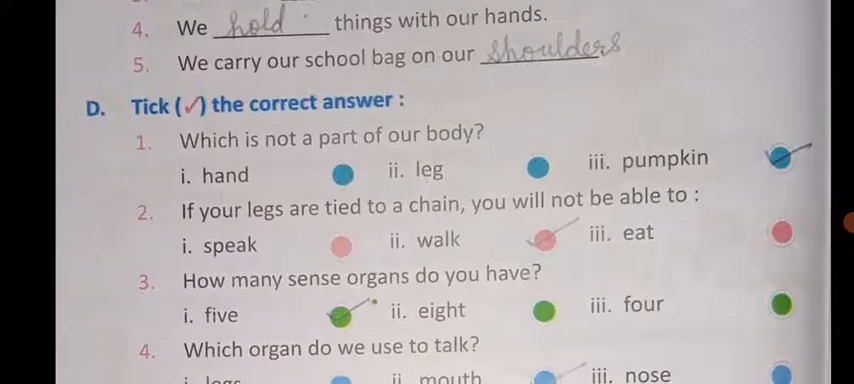 4. We hold things with our hands.
5. We carry our school bag on our shoulders
D. Tick (✓) the correct answer :
1. Which is not a part of our body?
i. hand ii. leg iii. pumpkin
2. If your legs are tied to a chain, you will not be able to :
i. speak ii. walk iii. eat
3. How many sense organs do you have?
i. five ii. eight iii. four
4. Which organ do we use to talk?
i. legs ii. mouth iii. nose